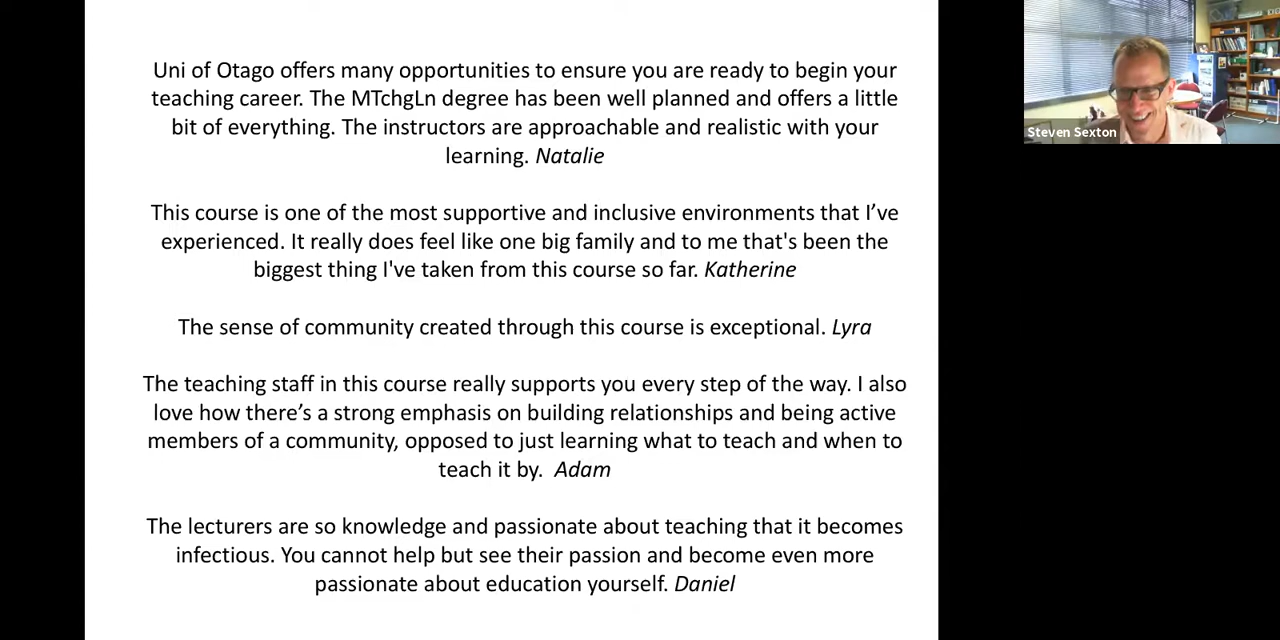 Uni of Otago offers many opportunities to ensure you are ready to begin your
teaching career. The MTchgLn degree has been well planned and offers a little
bit of everything. The instructors are approachable and realistic with your
learning. Natalie
This course is one of the most supportive and inclusive environments that I’ve
experienced. It really does feel like one big family and to me that's been the
biggest thing I've taken from this course so far. Katherine
The sense of community created through this course is exceptional. Lyra
The teaching staff in this course really supports you every step of the way. I also
love how there’s a strong emphasis on building relationships and being active
members of a community, opposed to just learning what to teach and when to
teach it by. Adam
The lecturers are so knowledge and passionate about teaching that it becomes
infectious. You cannot help but see their passion and become even more
passionate about education yourself. Daniel
Steven Sexton